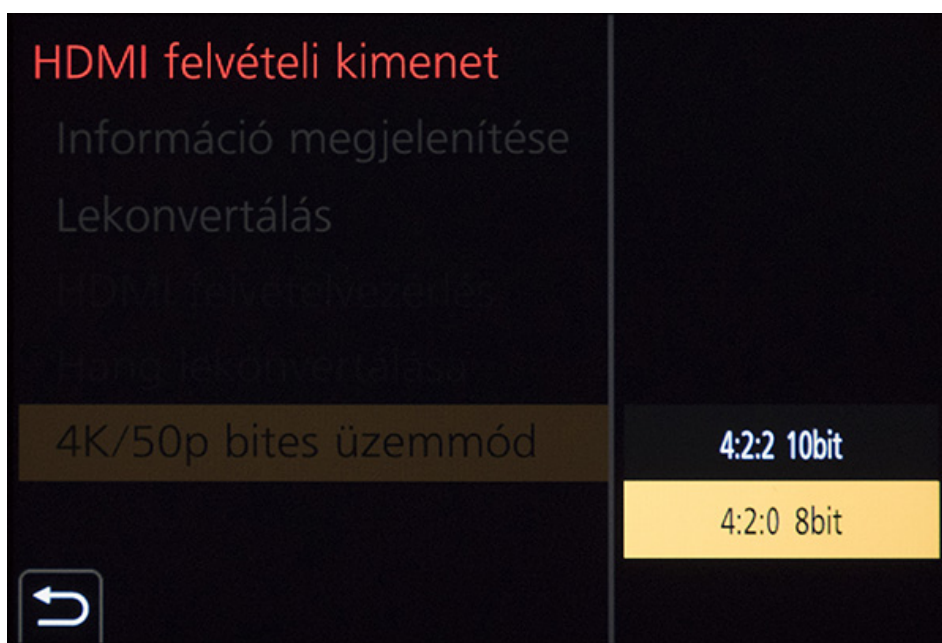 HDMI felvételi kimenet
Információ megjelenítése
Lekonvertálás
HDMI felvételvezérlés
Hang lekonvertálása
4K/50p bites üzemmód
4:2:2 10bit
4:2:0 8bit